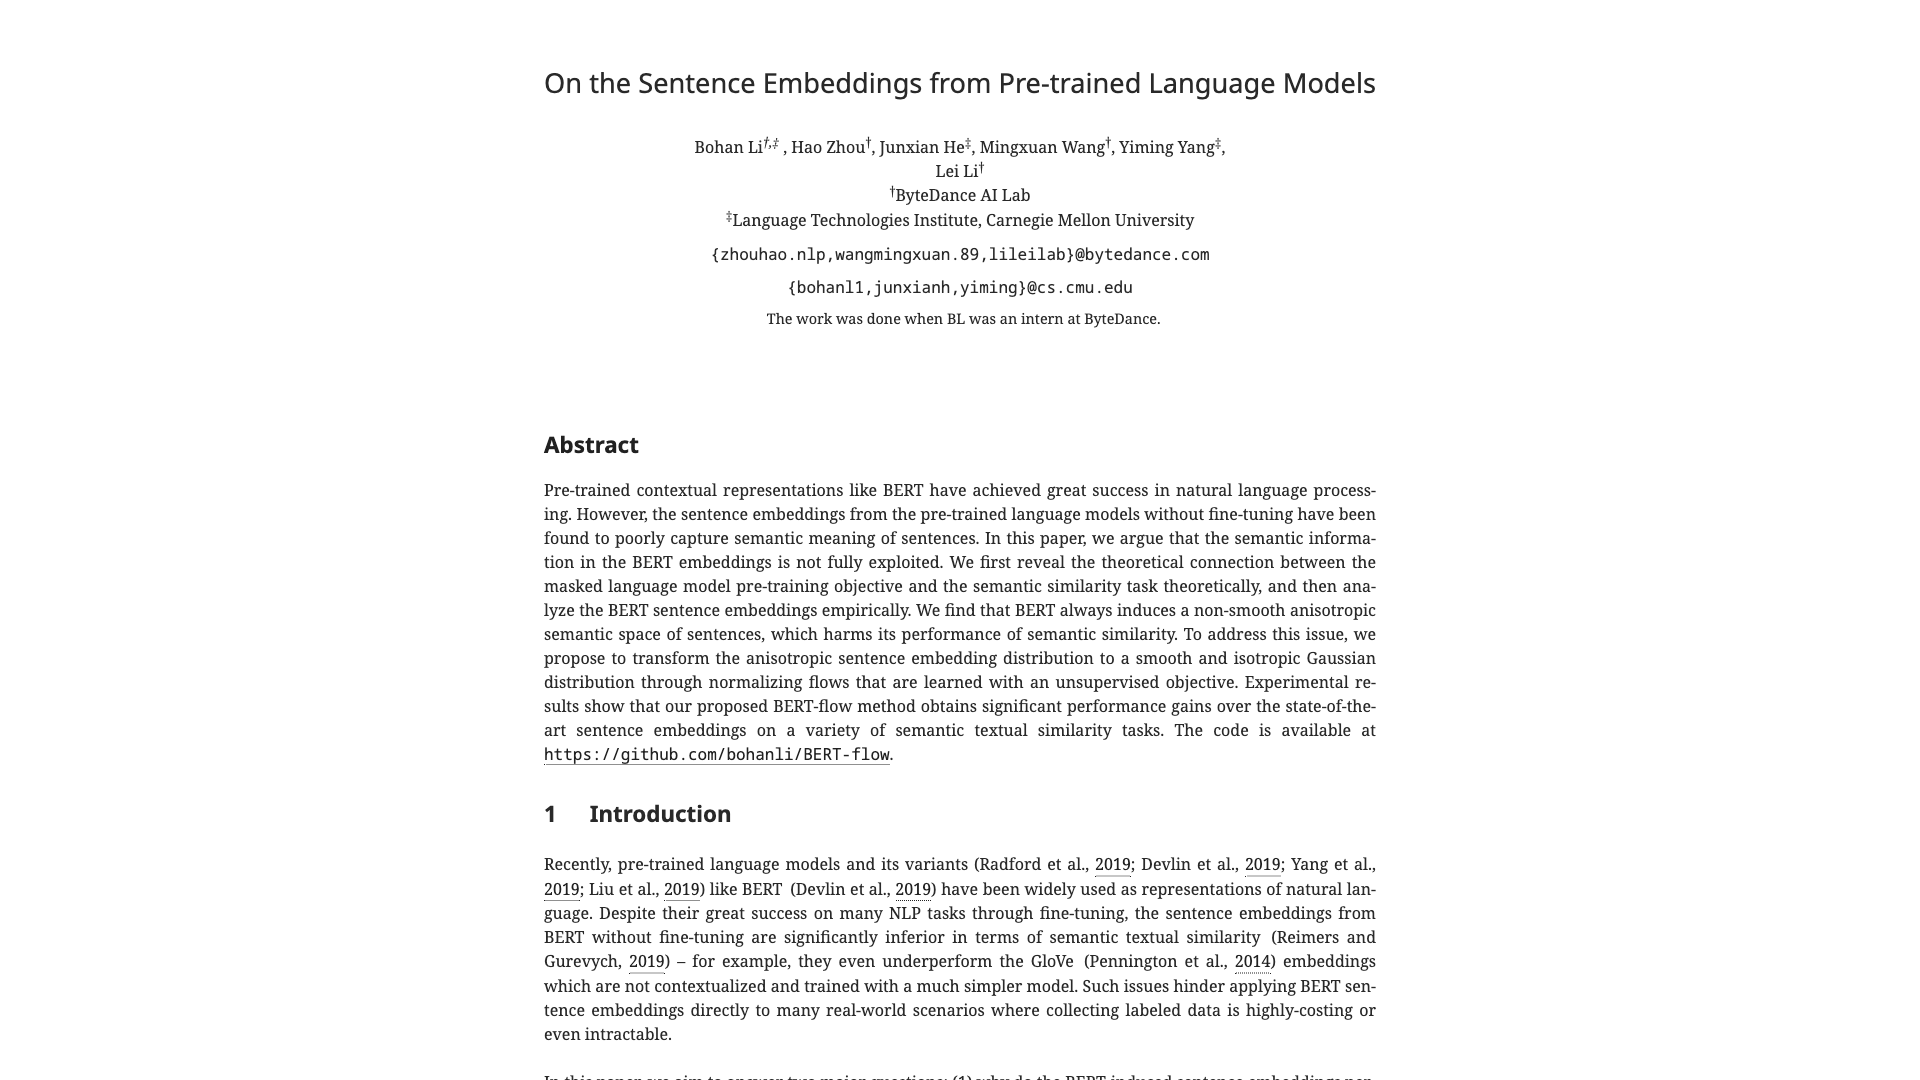 On the Sentence Embeddings from Pre-trained Language Models
Bohan Li†,‡ , Hao Zhou†, Junxian He‡, Mingxuan Wang†, Yiming Yang‡,
Lei Li†
†ByteDance AI Lab
‡Language Technologies Institute, Carnegie Mellon University
{zhouhao.nlp,wangmingxuan.89,lileilab}@bytedance.com
{bohanl1,junxianh,yiming}@cs.cmu.edu
The work was done when BL was an intern at ByteDance.
Abstract
Pre-trained contextual representations like BERT have achieved great success in natural language process-
ing. However, the sentence embeddings from the pre-trained language models without fine-tuning have been
found to poorly capture semantic meaning of sentences. In this paper, we argue that the semantic informa-
tion in the BERT embeddings is not fully exploited. We first reveal the theoretical connection between the
masked language model pre-training objective and the semantic similarity task theoretically, and then ana-
lyze the BERT sentence embeddings empirically. We find that BERT always induces a non-smooth anisotropic
semantic space of sentences, which harms its performance of semantic similarity. To address this issue, we
propose to transform the anisotropic sentence embedding distribution to a smooth and isotropic Gaussian
distribution through normalizing flows that are learned with an unsupervised objective. Experimental re-
sults show that our proposed BERT-flow method obtains significant performance gains over the state-of-the-
art sentence embeddings on a variety of semantic textual similarity tasks. The code is available at
https://github.com/bohanli/BERT-flow.
1 Introduction
Recently, pre-trained language models and its variants (Radford et al., 2019; Devlin et al., 2019; Yang et al.,
2019; Liu et al., 2019) like BERT (Devlin et al., 2019) have been widely used as representations of natural lan-
guage. Despite their great success on many NLP tasks through fine-tuning, the sentence embeddings from
BERT without fine-tuning are significantly inferior in terms of semantic textual similarity (Reimers and
Gurevych, 2019) – for example, they even underperform the GloVe (Pennington et al., 2014) embeddings
which are not contextualized and trained with a much simpler model. Such issues hinder applying BERT sen-
tence embeddings directly to many real-world scenarios where collecting labeled data is highly-costing or
even intractable.